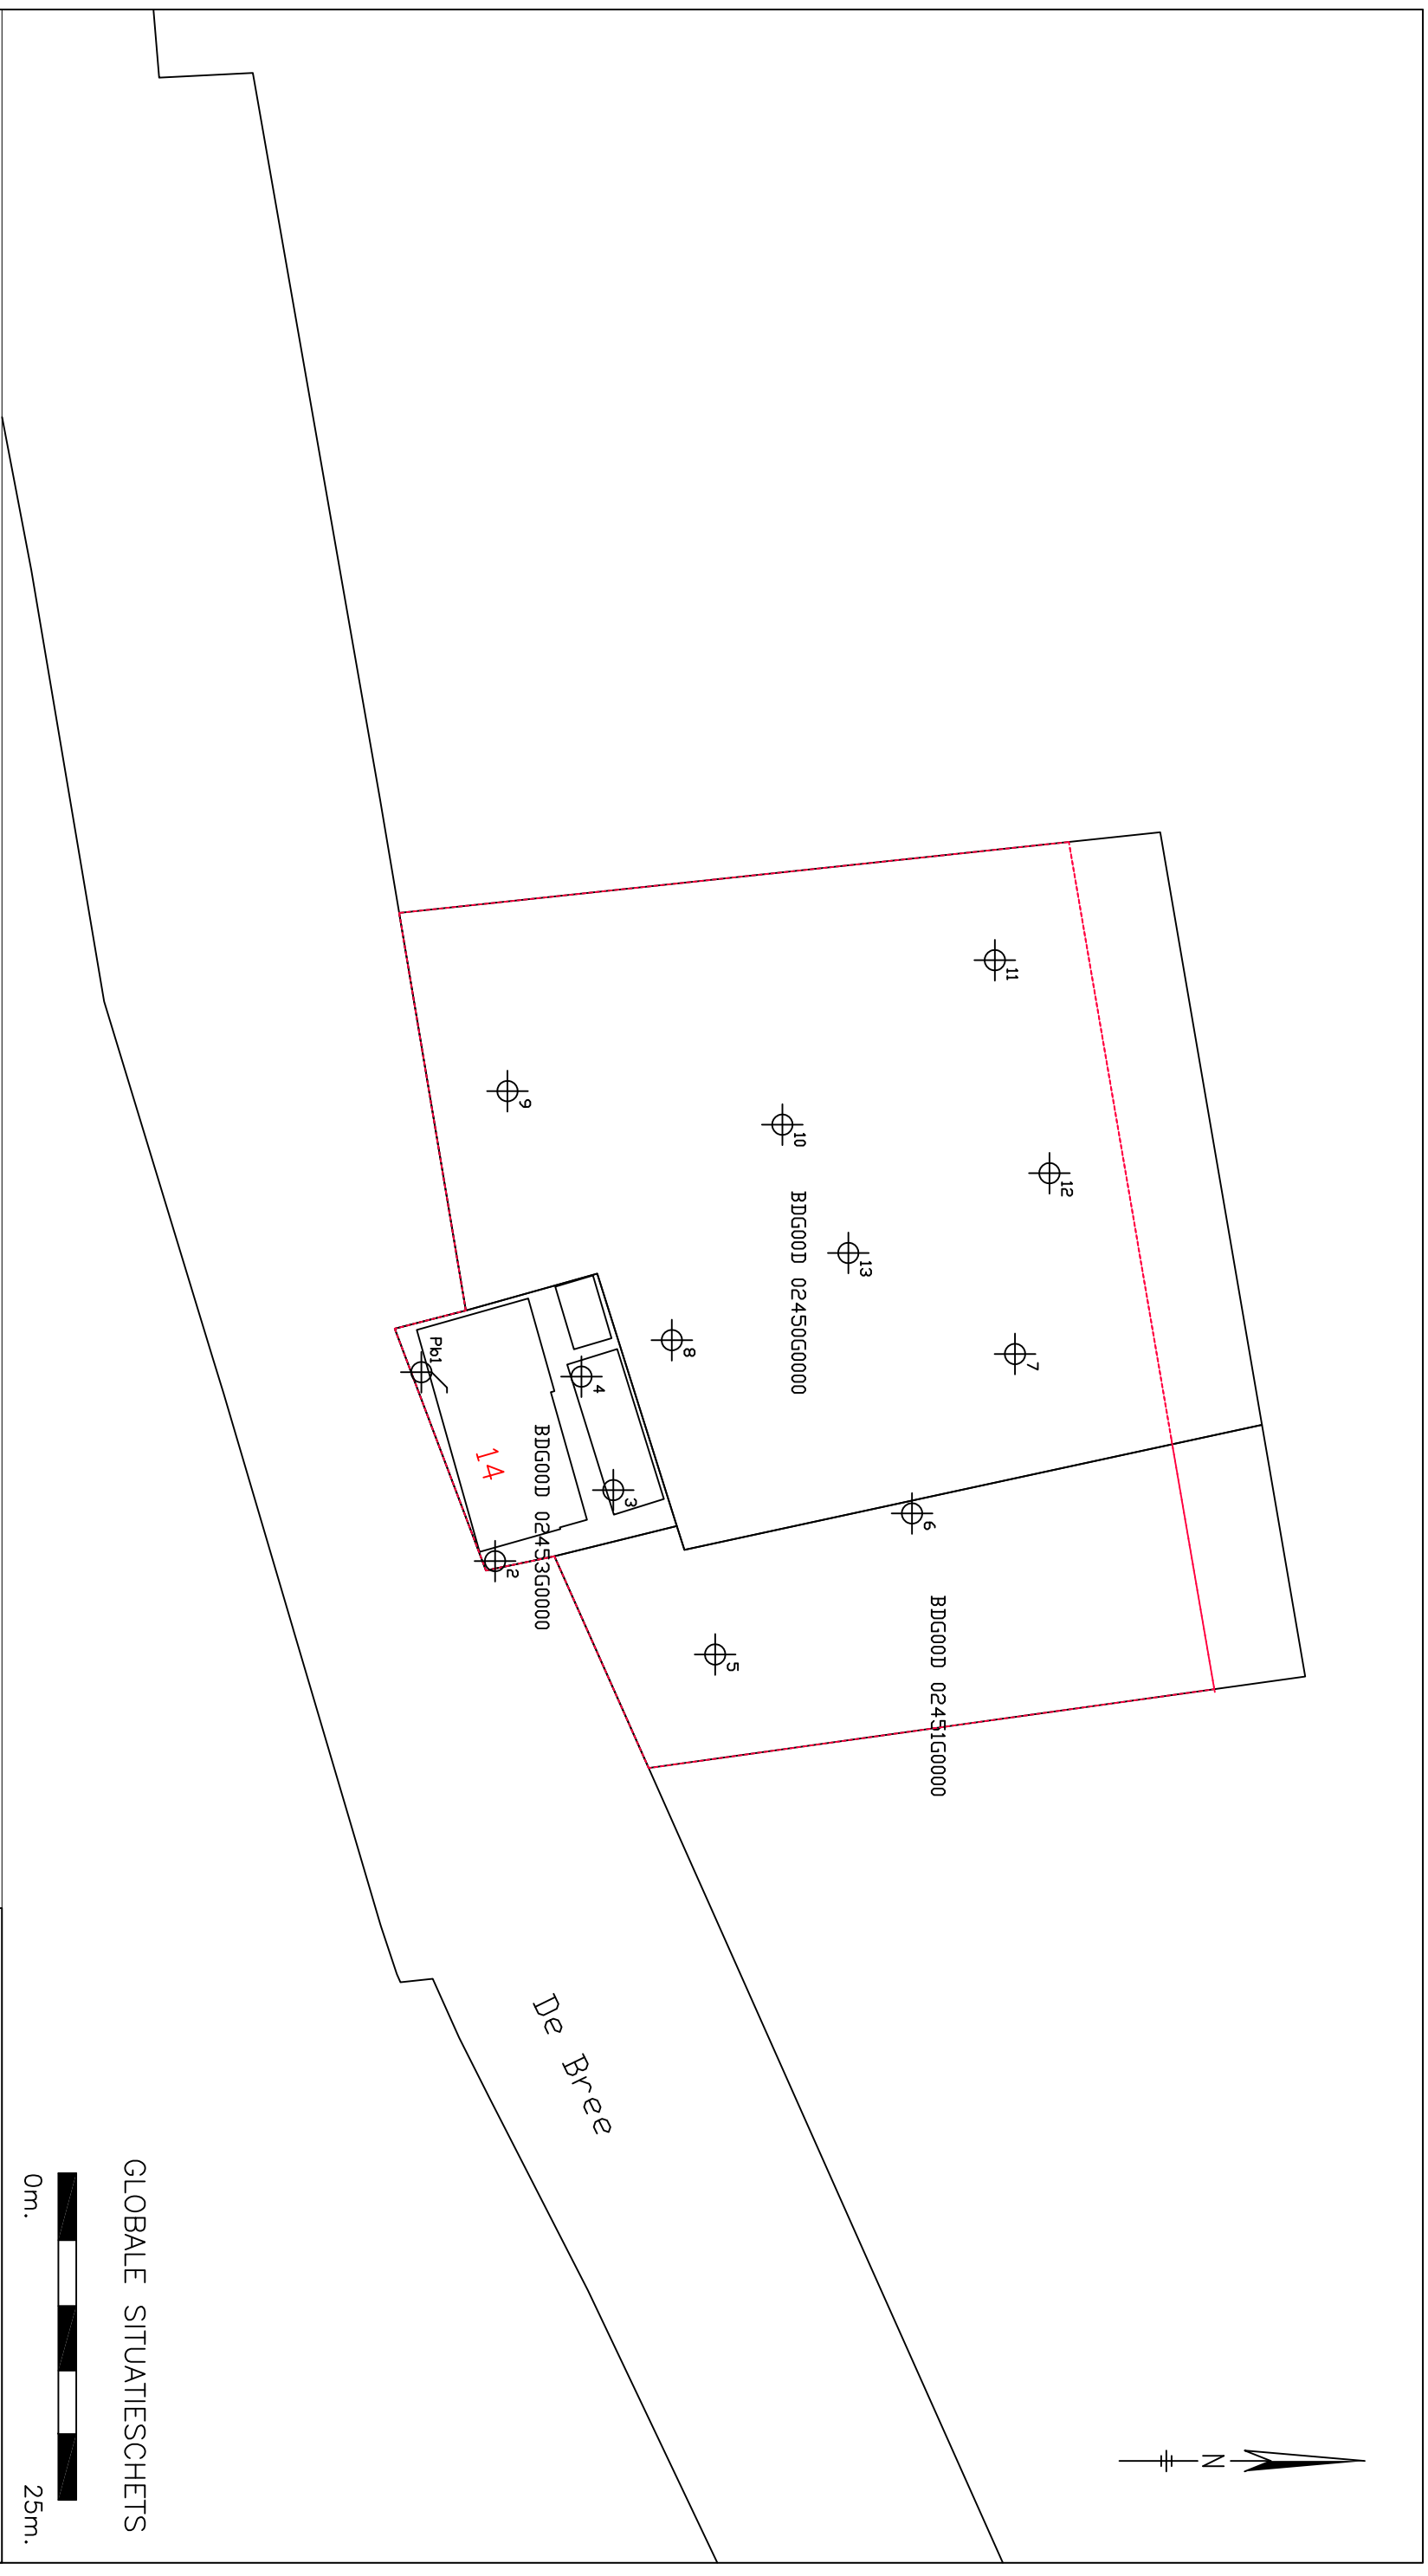 11
12
7
BDG00D 02451G0000
6
13
BDG00D 02450G0000
10
5
8
3
4
BDG00D 02453G0000
9
2
14
Pb1
De Bree
N
GLOBALE SITUATIESCHETS
0m. 25m.